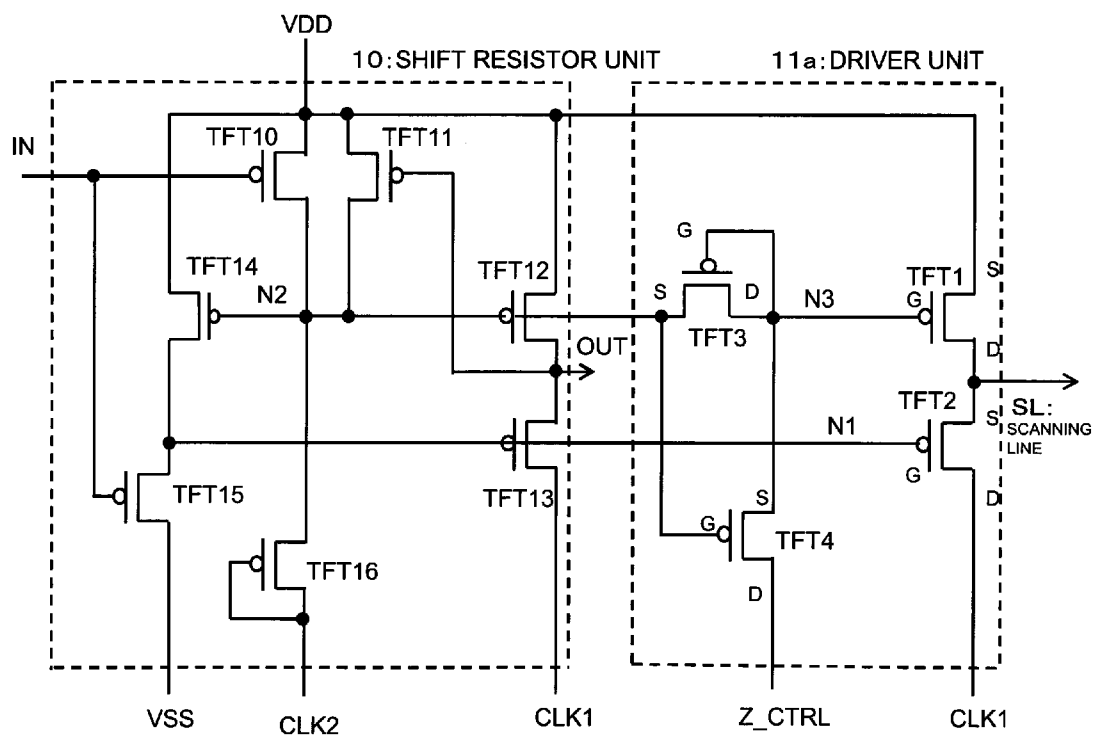 VDD
10:SHIFT RESISTOR UNIT
11a:DRIVER UNIT
IN
TFT10
TFT11
G
TFT14
N2
TFT12
S
D
TFT3
N3
TFT1
S
G
D
OUT
SL:
SCANNING
LINE
TFT2
S
G
D
N1
TFT15
TFT13
TFT16
S
G
TFT4
D
VSS
CLK2
CLK1
Z_CTRL
CLK1